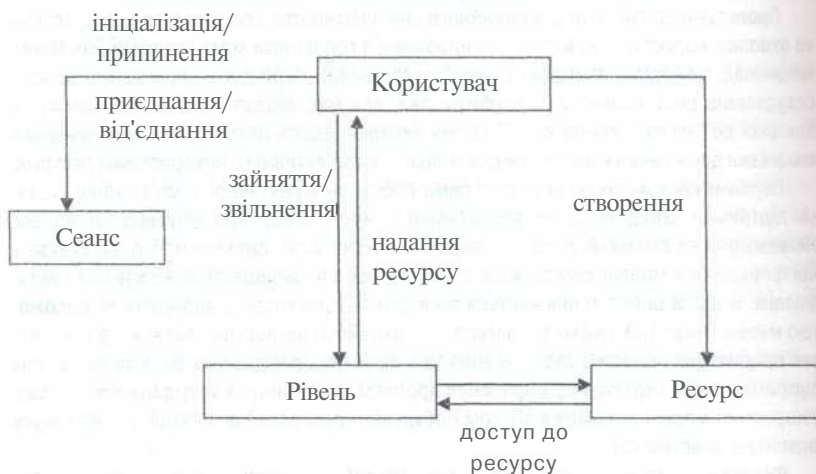 ініціалізація/
припинення
приєднання/
від'єднання
Користувач
зайняття/
звільнення
надання
ресурсу
створення
Сеанс
Рівень
Ресурс
доступ до
ресурсу